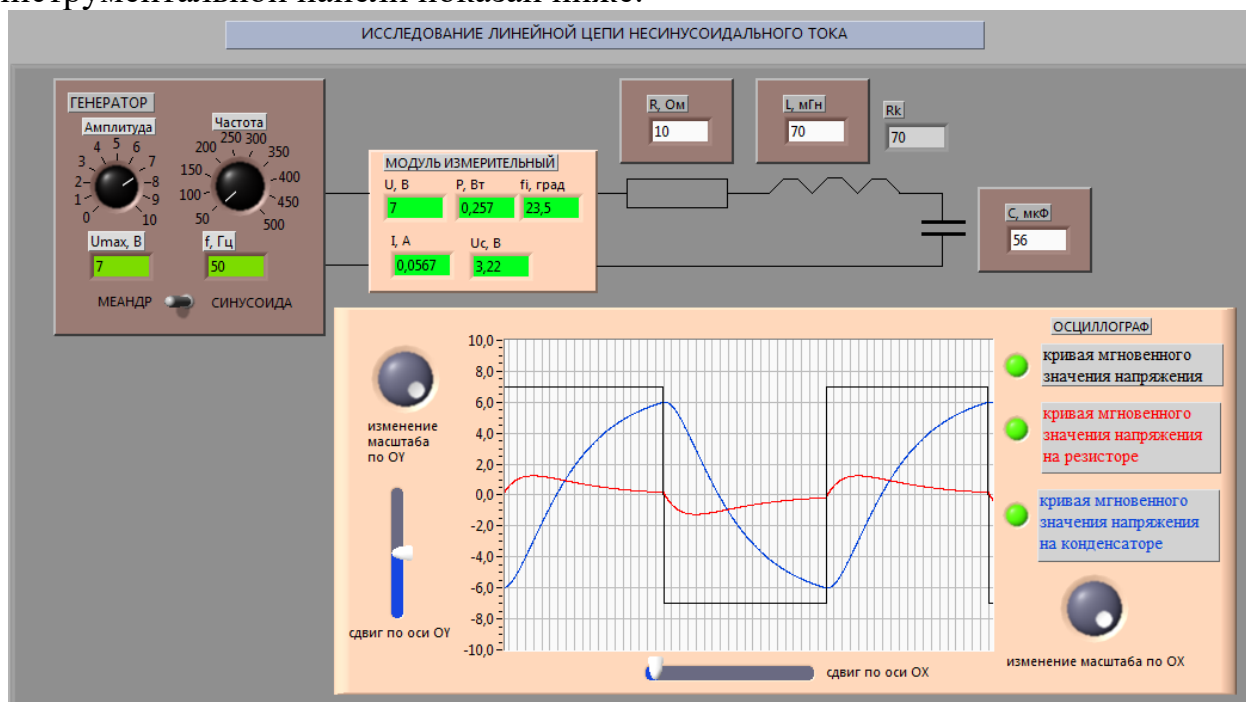 нструментальной панели показан ниже.
ИССЛЕДОВАНИЕ ЛИНЕЙНОЙ ЦЕПИ НЕСИНУСОИДАЛЬНОГО ТОКА
ГЕНЕРАТОР
Амплитуда
0 1 2 3 4 5 6 7 8 9 10
Частота
50 100 150 200 250 300 350 400 450 500
Umax, В
7
f, Гц
50
МЕАНДР
СИНУСОИДА
МОДУЛЬ ИЗМЕРИТЕЛЬНЫЙ
U, В
P, Вт
fi, град
7
0,257
23,5
I, А
Uc, В
0,0567
3,22
R, Ом
10
L, мГн
70
Rk
70
C, мкФ
56
изменение
масштаба
по OY
сдвиг по оси OY
10,0
8,0
6,0
4,0
2,0
0,0
-2,0
-4,0
-6,0
-8,0
-10,0
сдвиг по оси OX
ОСЦИЛЛОГРАФ
кривая мгновенного
значения напряжения
кривая мгновенного
значения напряжения
на резисторе
кривая мгновенного
значения напряжения
на конденсаторе
изменение масштаба по OX